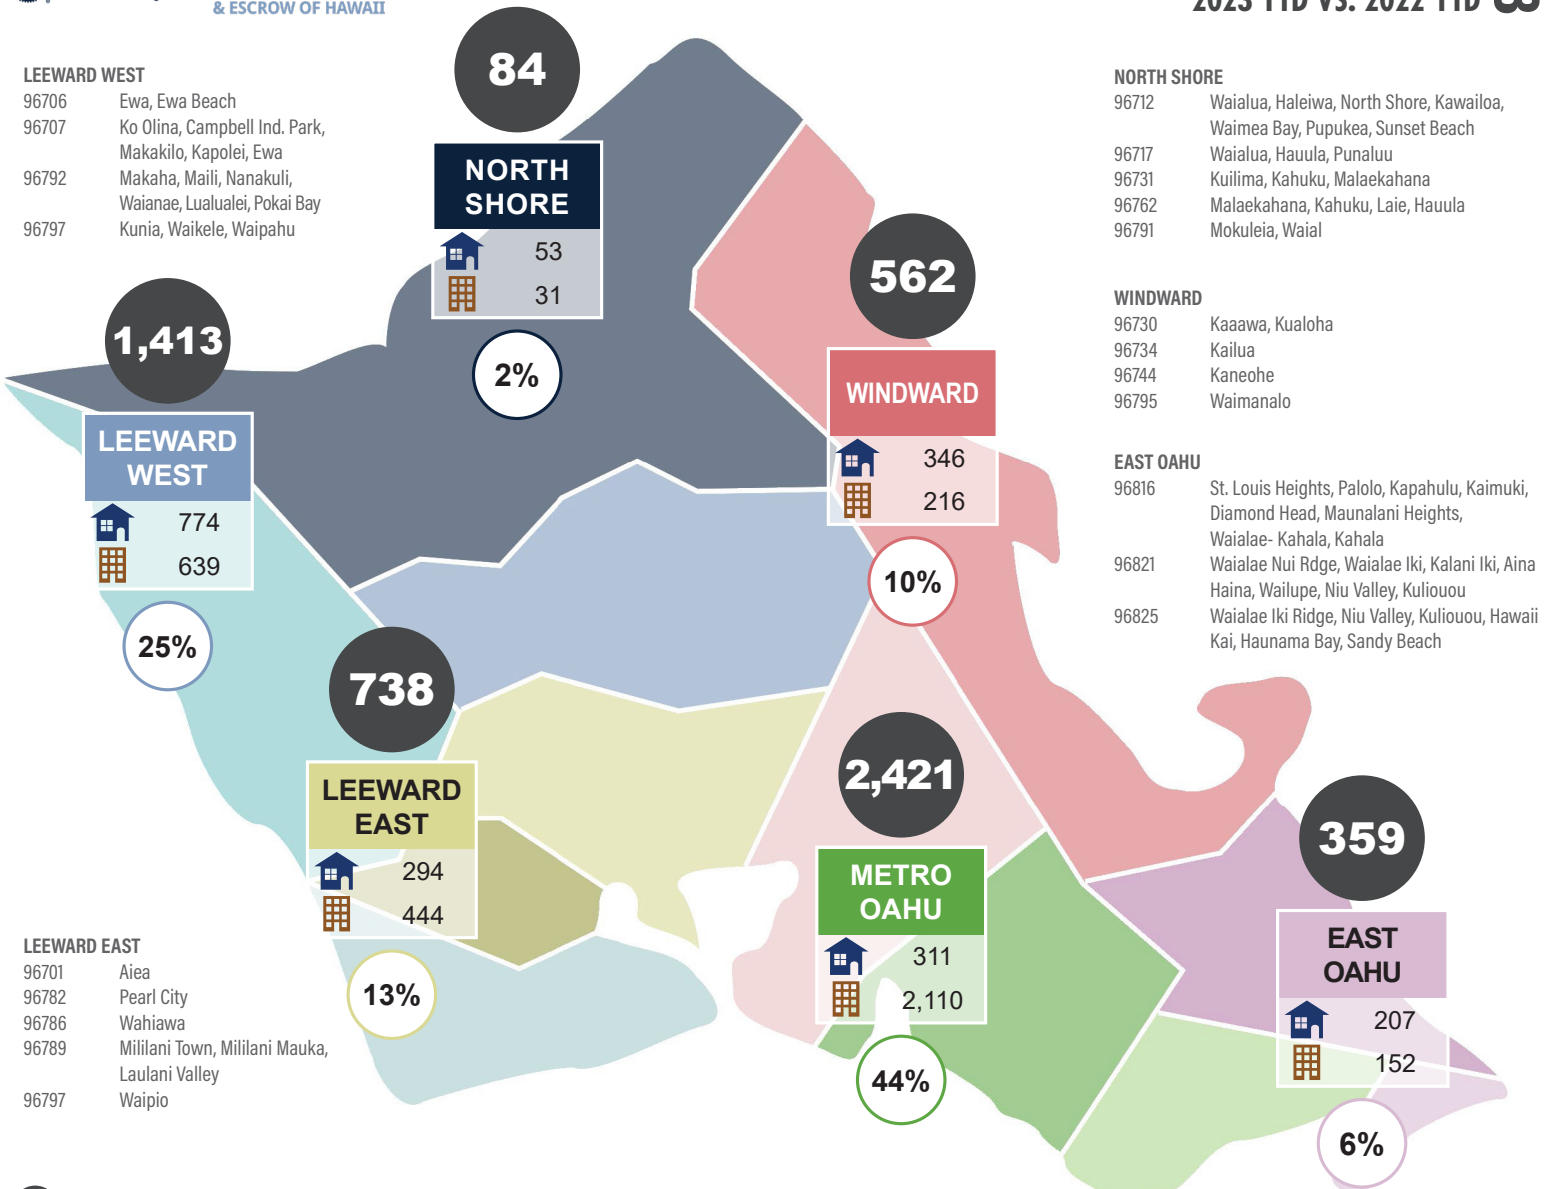 & ESCROW OF HAWAII
2023 YTD VS. 2022 YTD
LEEWARD WEST
96706 Ewa, Ewa Beach
96707 Ko Olina, Campbell Ind. Park,
Makakilo, Kapolei, Ewa
96792 Makaha, Maili, Nanakuli,
Waianae, Lualualei, Pokai Bay
96797 Kunia, Waikele, Waipahu
84
NORTH
SHORE
53
31
2%
NORTH SHORE
96712 Waialua, Haleiwa, North Shore, Kawailoa,
Waimea Bay, Pupukea, Sunset Beach
96717 Waialua, Hauula, Punaluu
96731 Kuilima, Kahuku, Malaekahana
96762 Malaekahana, Kahuku, Laie, Hauula
96791 Mokuleia, Waial
WINDWARD
96730 Kaaawa, Kualoha
96734 Kailua
96744 Kaneohe
96795 Waimanalo
EAST OAHU
96816 St. Louis Heights, Palolo, Kapahulu, Kaimuki,
Diamond Head, Maunalani Heights,
Waialae- Kahala, Kahala
96821 Waialae Nui Rdge, Waialae Iki, Kalani Iki, Aina
Haina, Wailupe, Niu Valley, Kuliouou
96825 Waialae Iki Ridge, Niu Valley, Kuliouou, Hawaii
Kai, Haunama Bay, Sandy Beach
1,413
LEEWARD
WEST
774
639
25%
562
WINDWARD
346
216
10%
738
LEEWARD
EAST
294
444
13%
2,421
METRO
OAHU
311
2,110
44%
359
EAST
OAHU
207
152
6%
LEEWARD EAST
96701 Aiea
96782 Pearl City
96786 Wahiawa
96789 Mililani Town, Mililani Mauka,
Laulani Valley
96797 Waipio